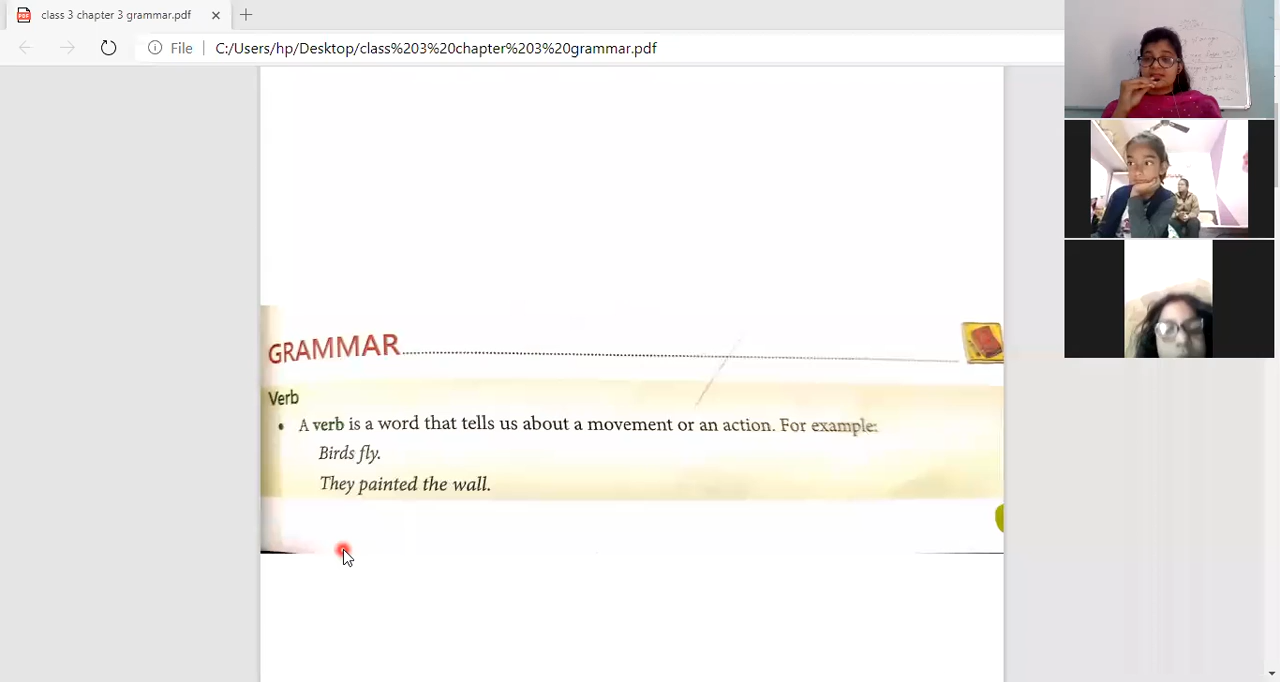 class 3 chapter 3 grammar.pdf
File
C:/Users/hp/Desktop/class%203%20chapter%203%20grammar.pdf
GRAMMAR
Verb
• A verb is a word that tells us about a movement or an action. For example:
Birds fly.
They painted the wall.